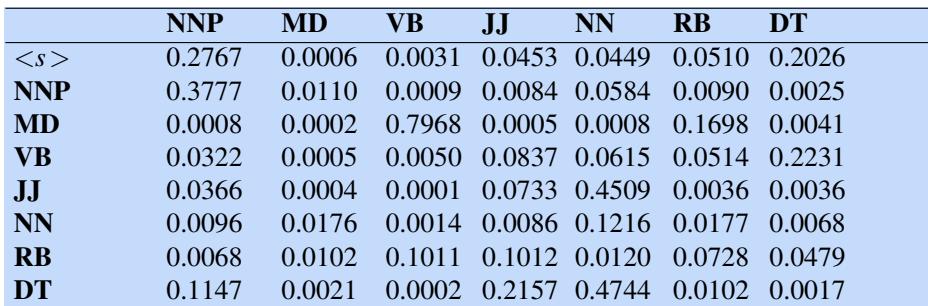 NNP MD VB JJ NN RB DT
<s> 0.2767 0.0006 0.0031 0.0453 0.0449 0.0510 0.2026
NNP 0.3777 0.0110 0.0009 0.0084 0.0584 0.0090 0.0025
MD 0.0008 0.0002 0.7968 0.0005 0.0008 0.1698 0.0041
VB 0.0322 0.0005 0.0050 0.0837 0.0615 0.0514 0.2231
JJ 0.0366 0.0004 0.0001 0.0733 0.4509 0.0036 0.0036
NN 0.0096 0.0176 0.0014 0.0086 0.1216 0.0177 0.0068
RB 0.0068 0.0102 0.1011 0.1012 0.0120 0.0728 0.0479
DT 0.1147 0.0021 0.0002 0.2157 0.4744 0.0102 0.0017